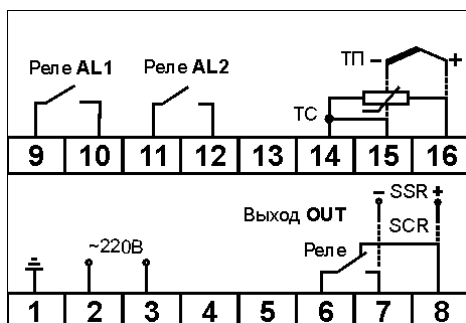 ТП − +
Реле AL1 Реле AL2
ТС
9 10 11 12 13 14 15 16
− SSR +
Выход OUT SCR
~220В Реле
1 2 3 4 5 6 7 8